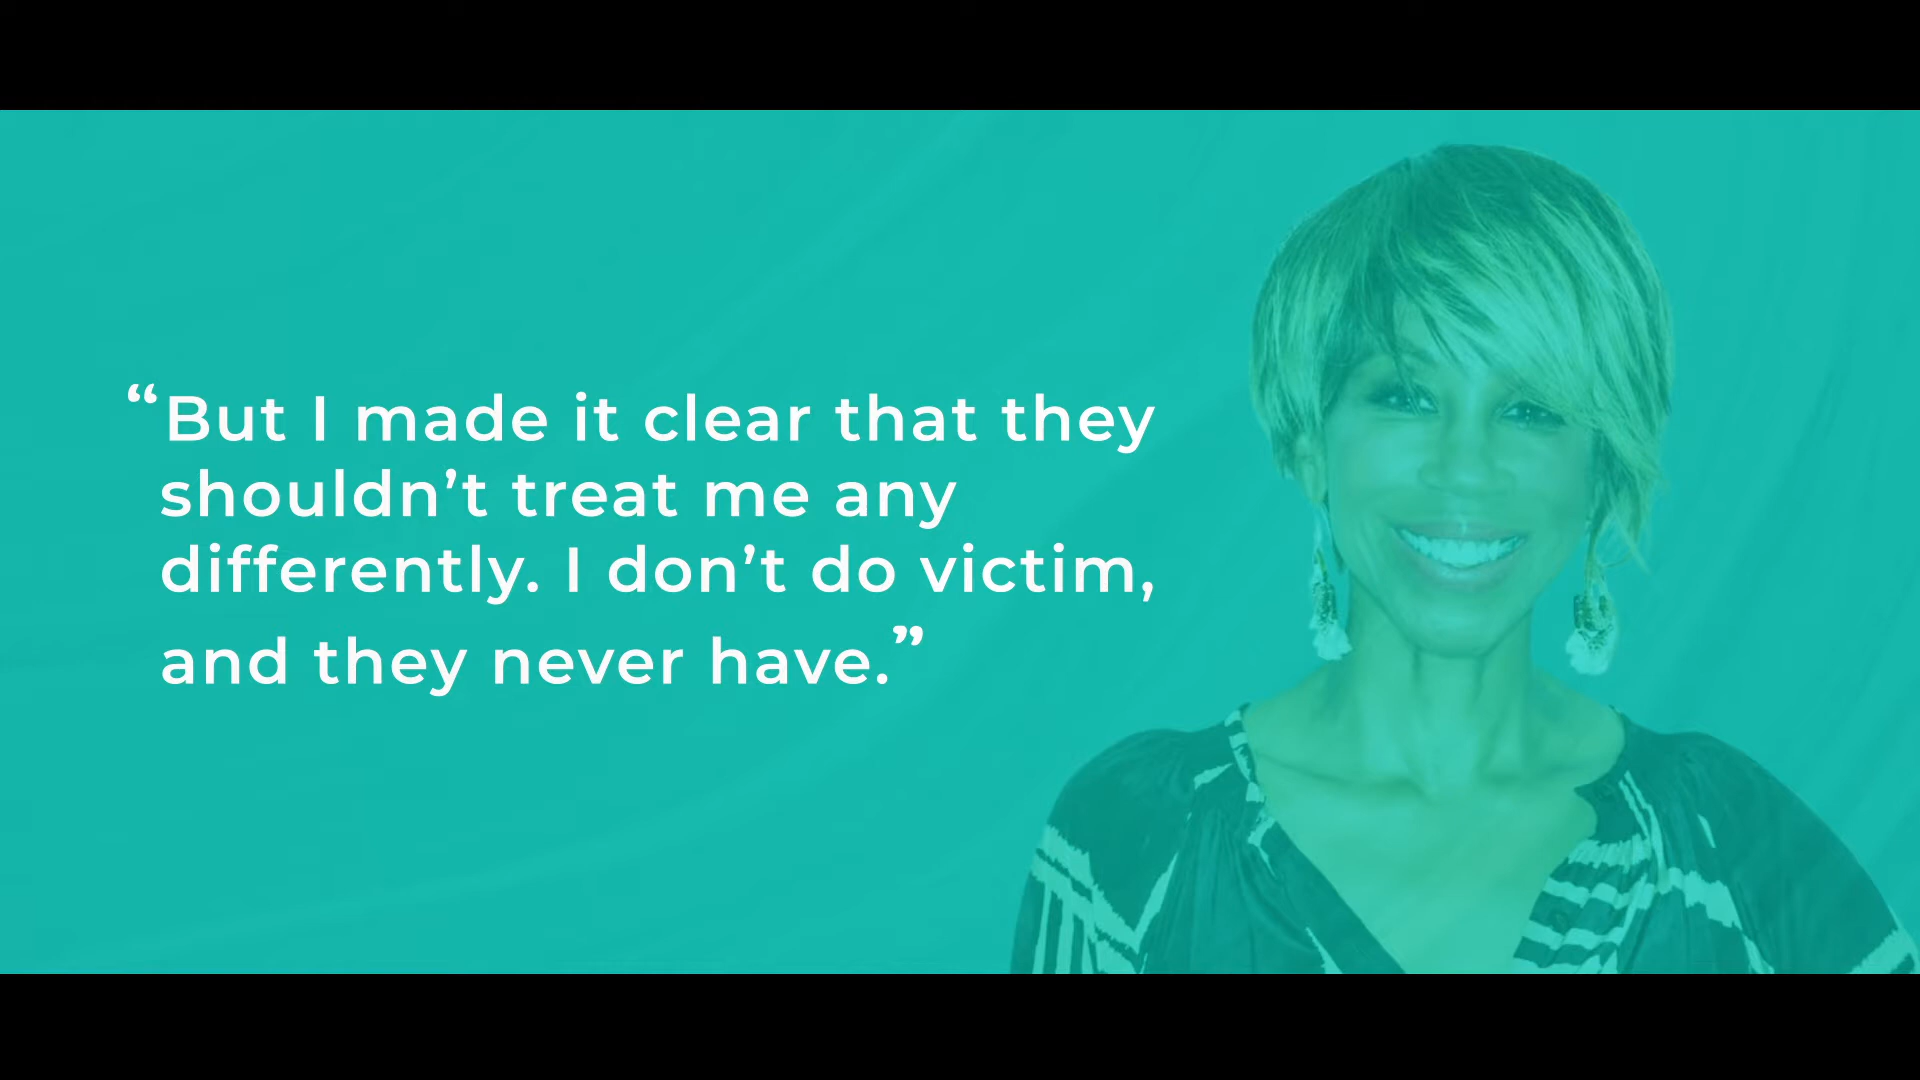 “But I made it clear that they
shouldn’t treat me any
differently. I don’t do victim,
and they never have.”